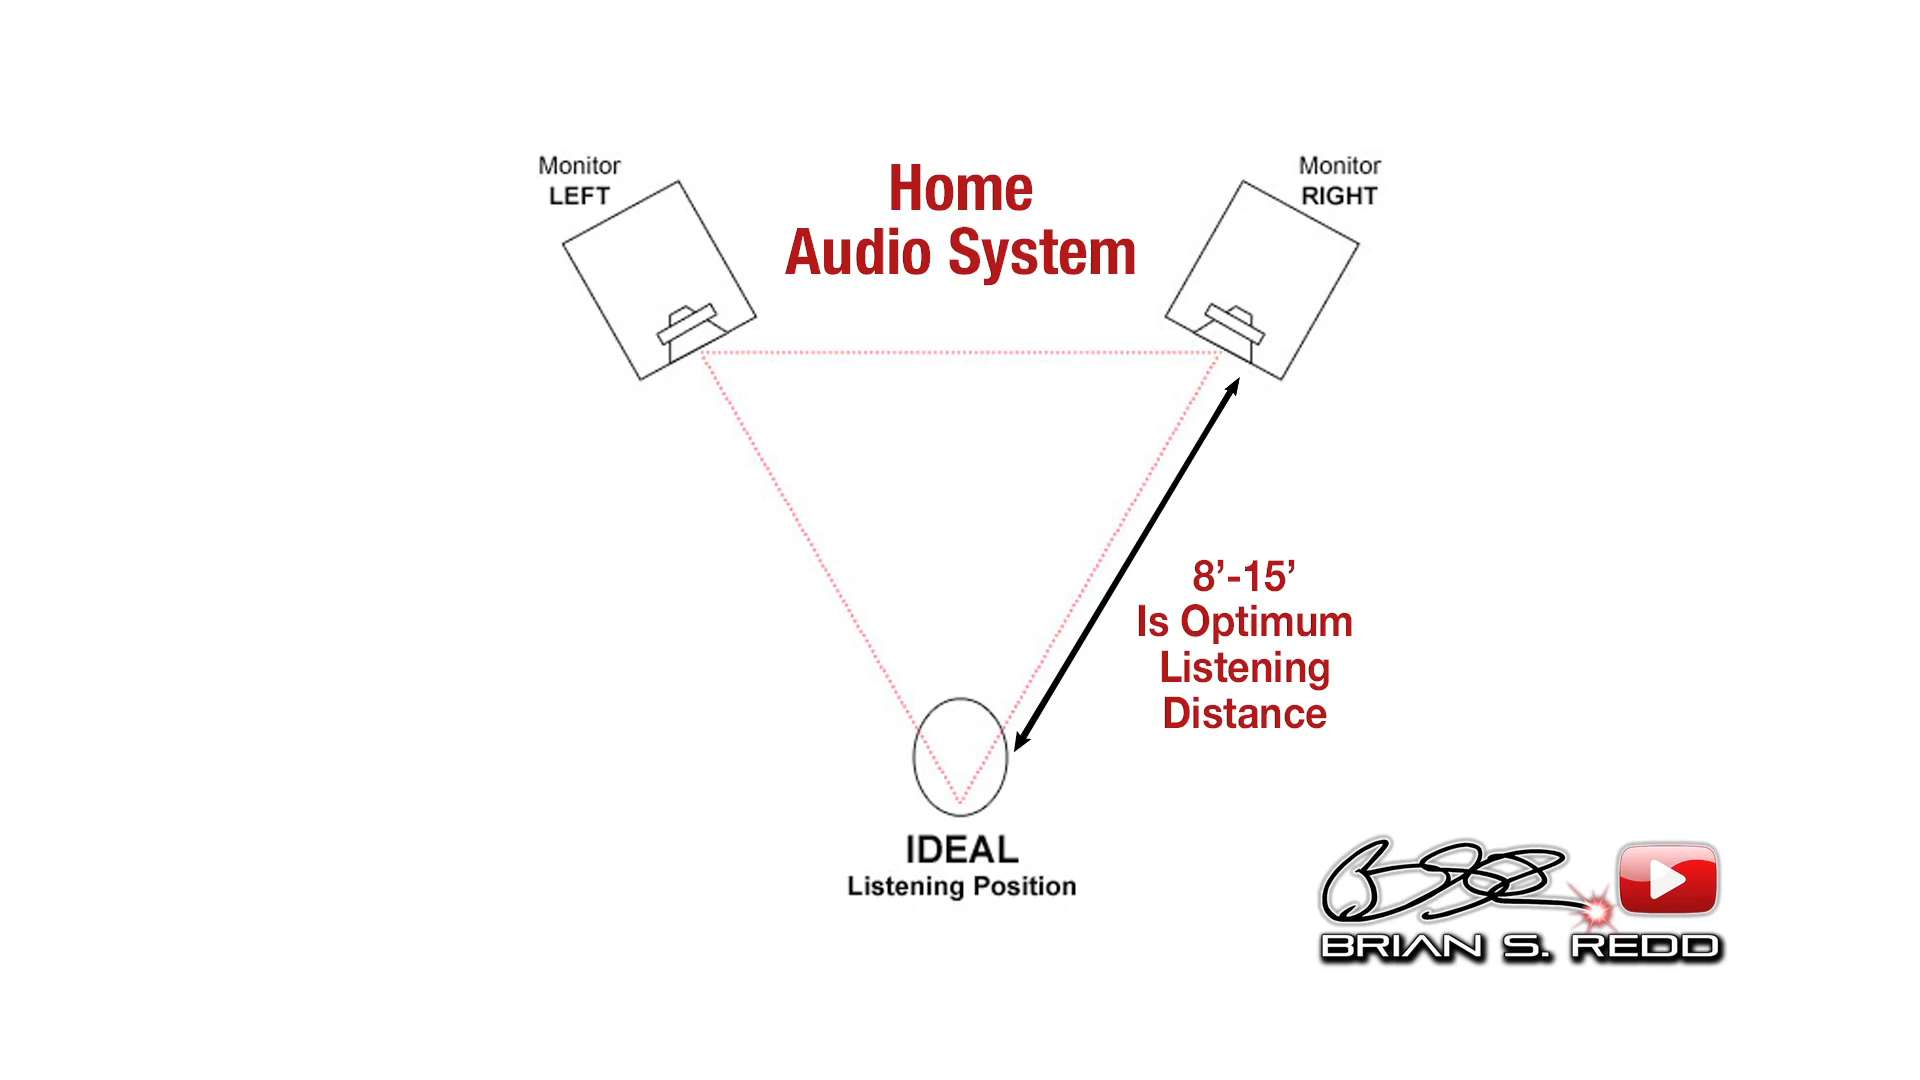 Monitor
LEFT
Home
Audio System
Monitor
RIGHT
8’-15’
Is Optimum
Listening
Distance
IDEAL
Listening Position
BRIAN S. REDD